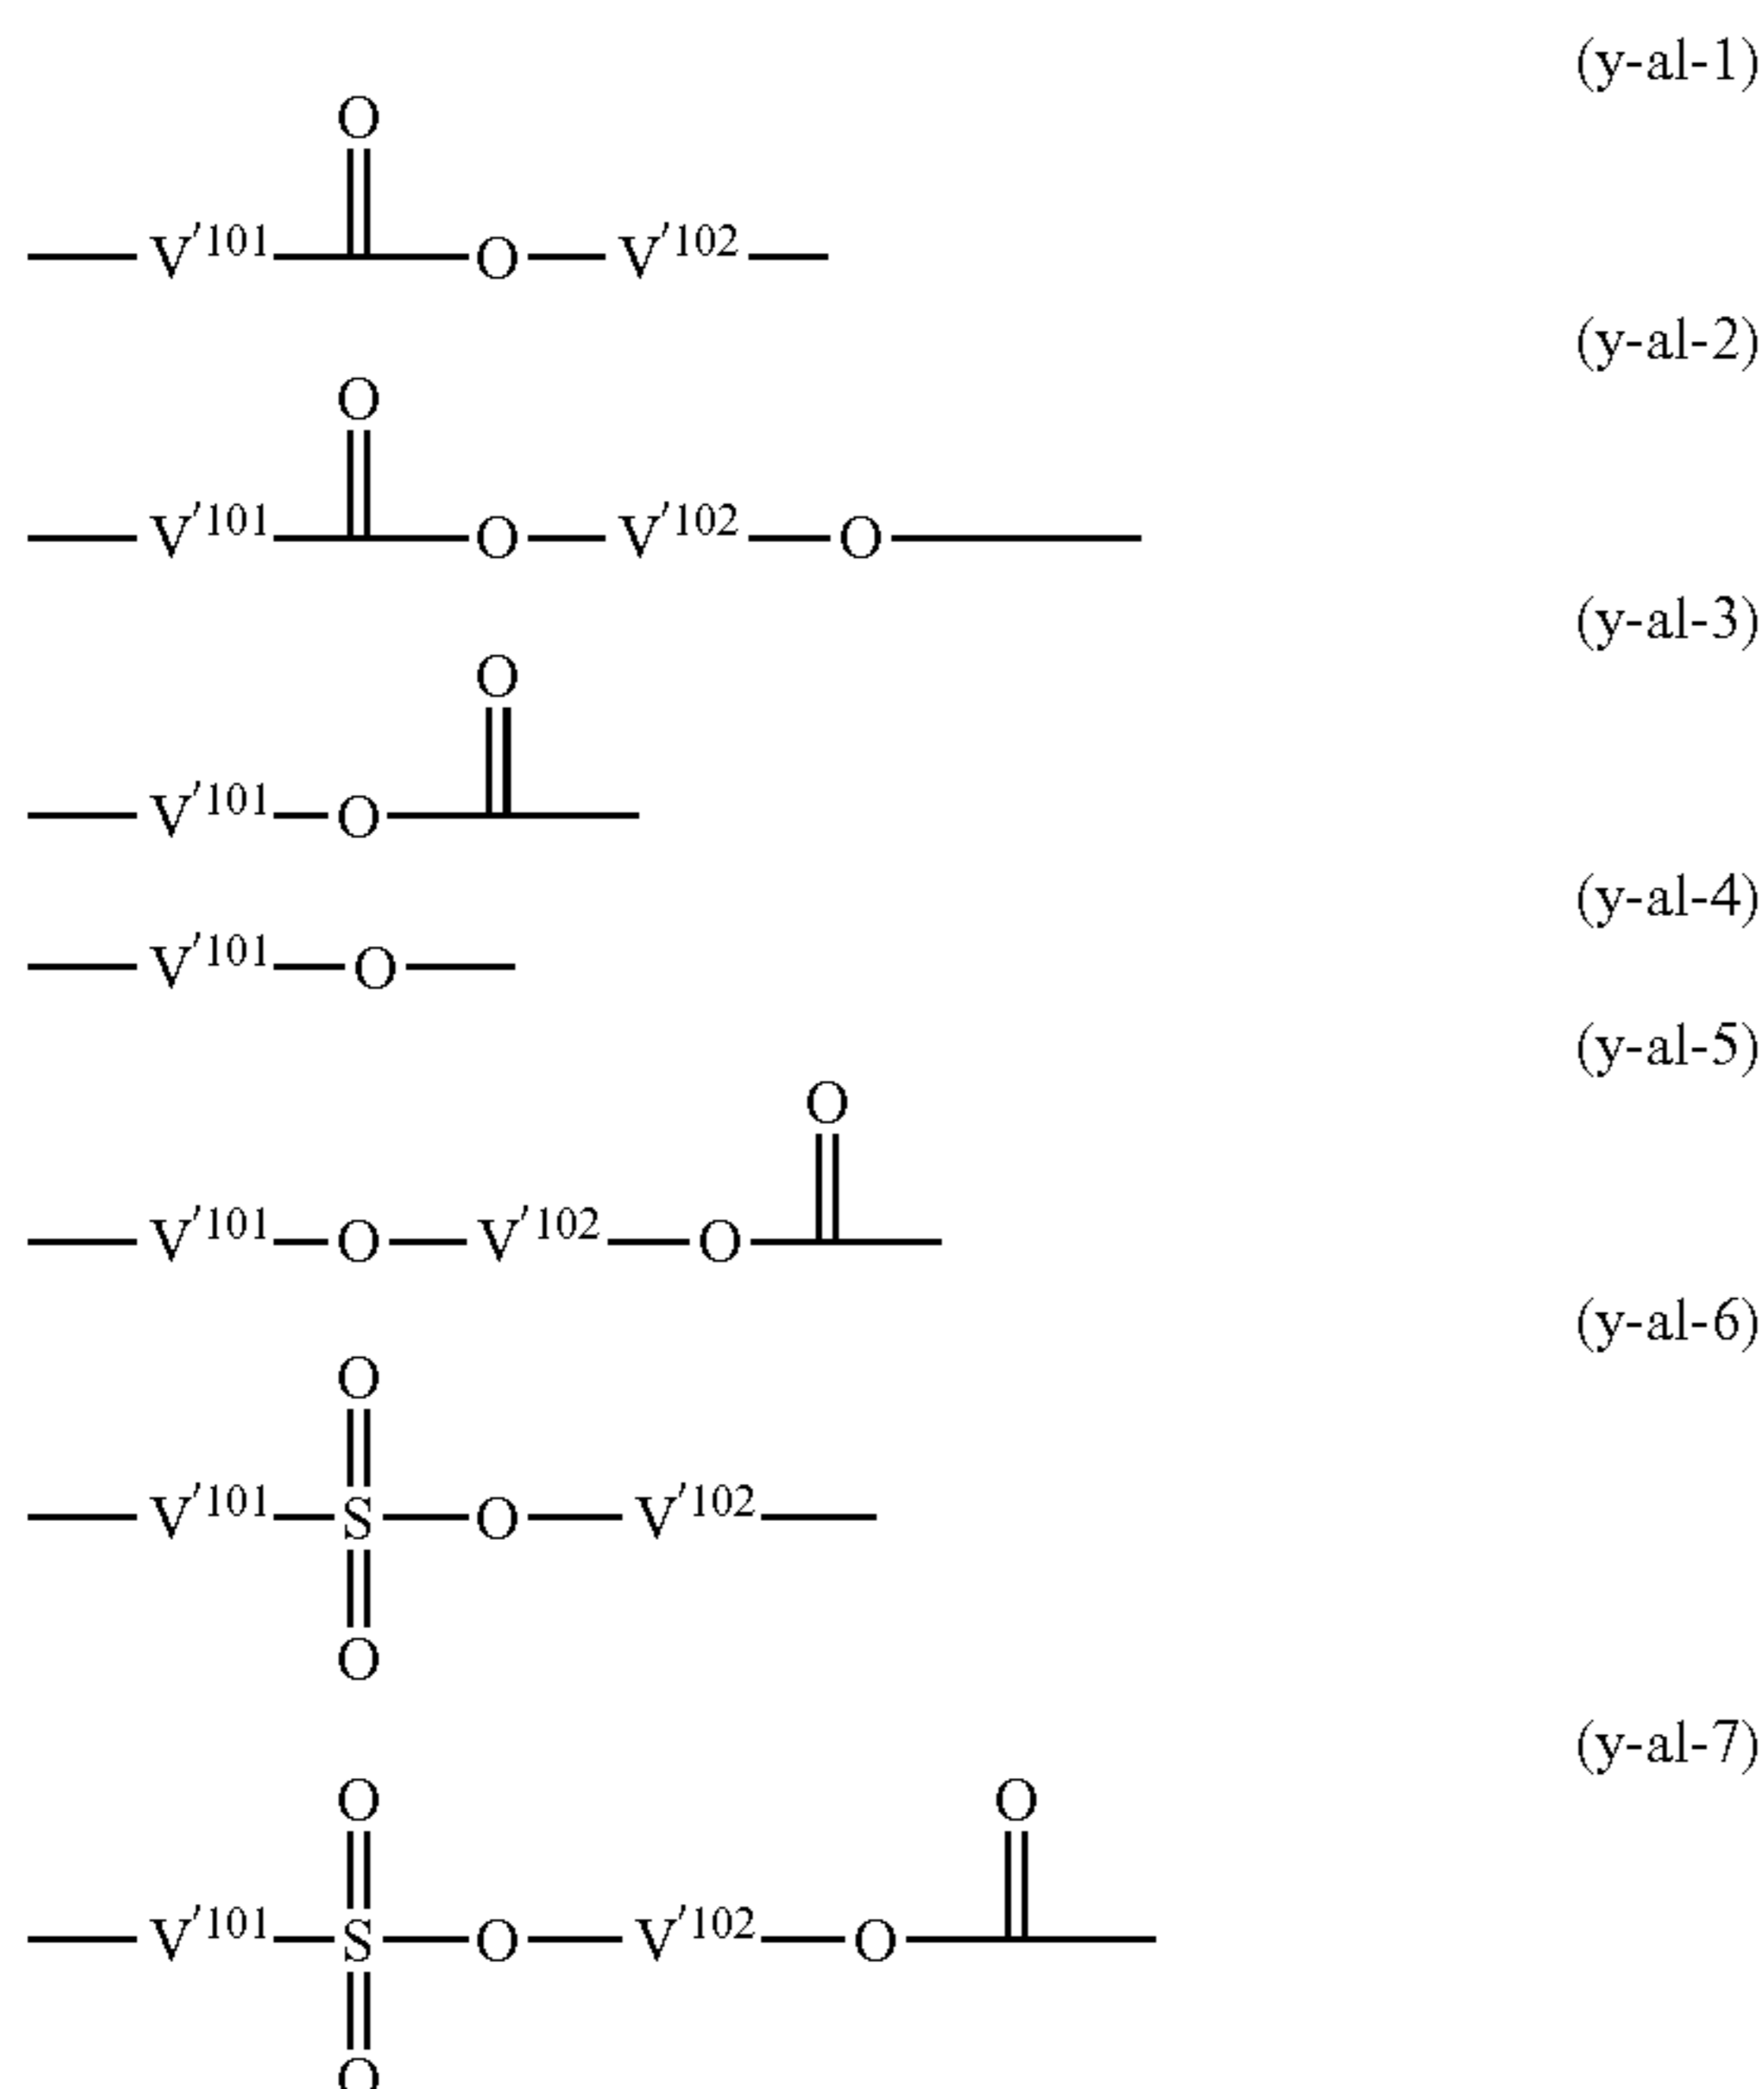 (y-al-1)
O
V'101 O V'102
(y-al-2)
O
V'101 O V'102 O
(y-al-3)
O
V'101 O
(y-al-4)
V'101 O
(y-al-5)
O
V'101 O V'102 O
(y-al-6)
O
V'101 S O V'102
O
(y-al-7)
O O
V'101 S O V'102 O
O